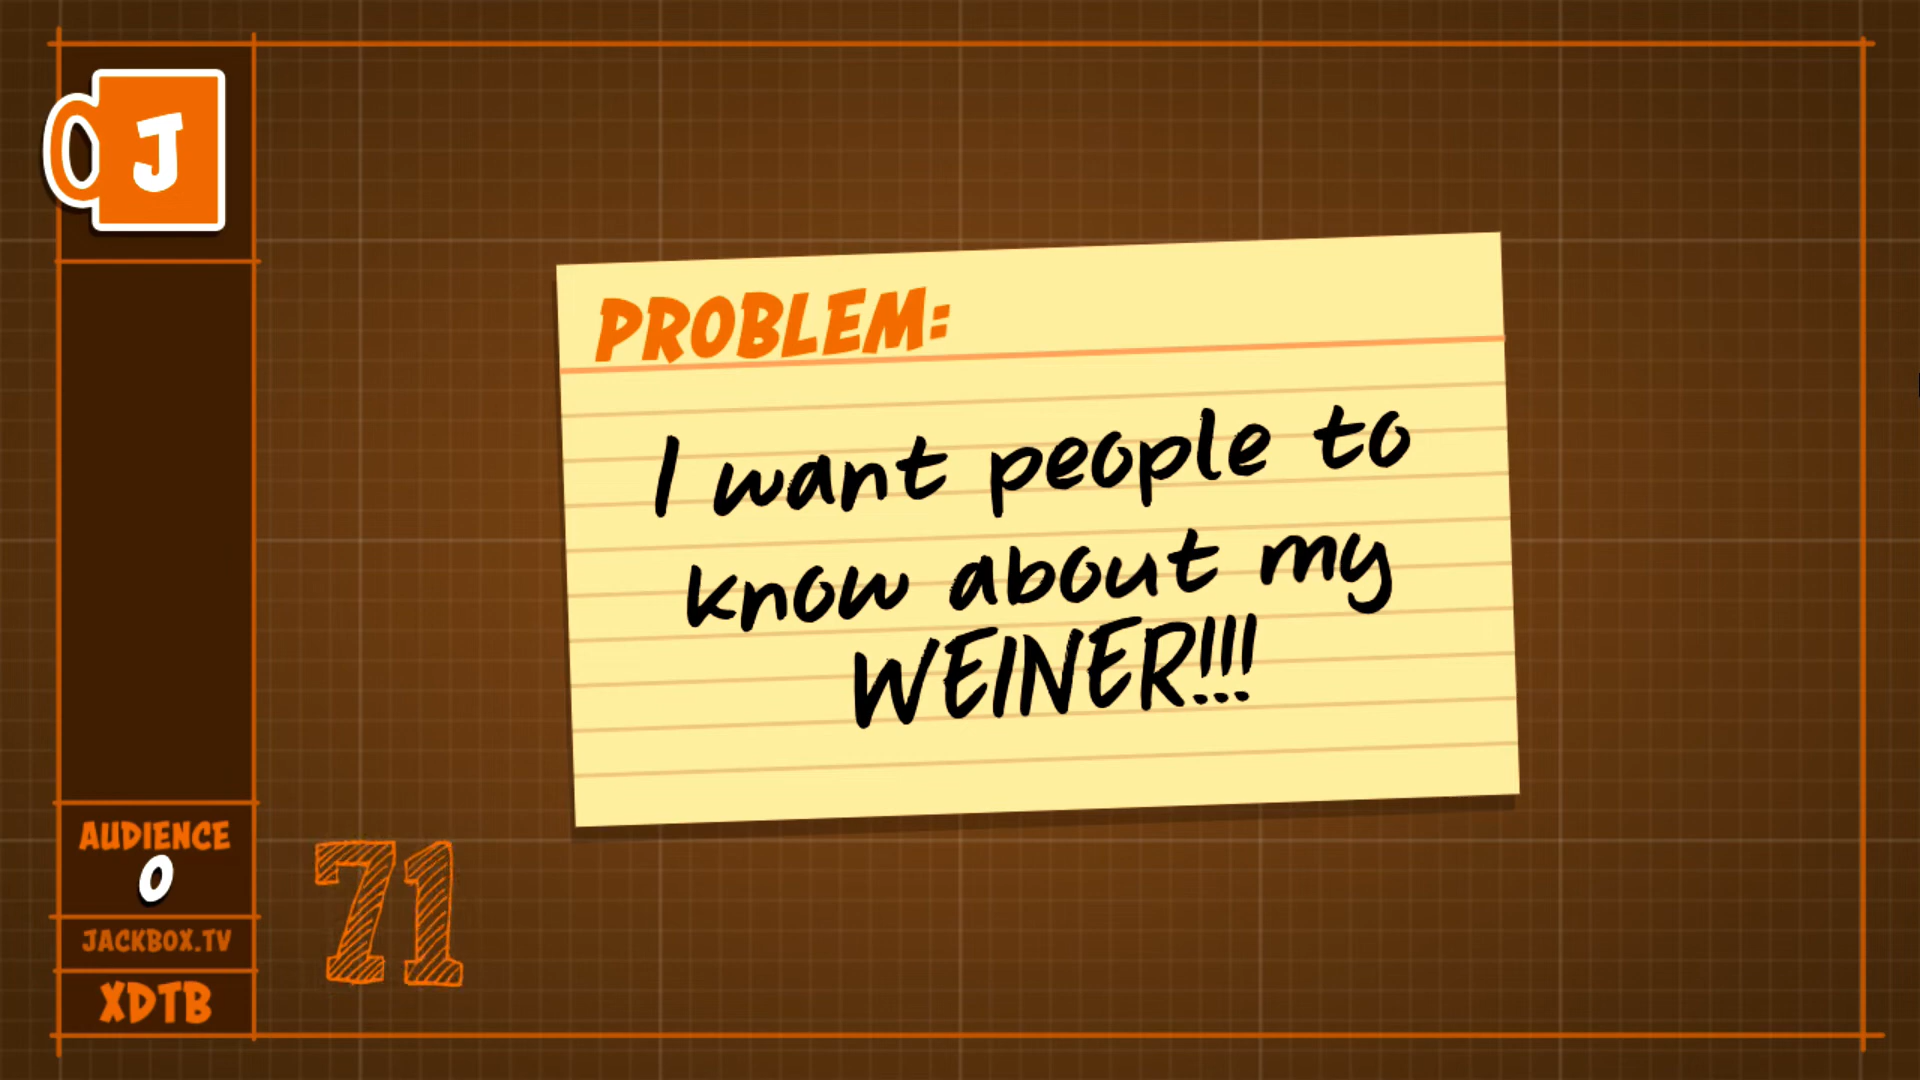 J
PROBLEM:
I want people to
know about my
WEINER!!!
AUDIENCE
0
JACKBOX.TV
XDTB
71